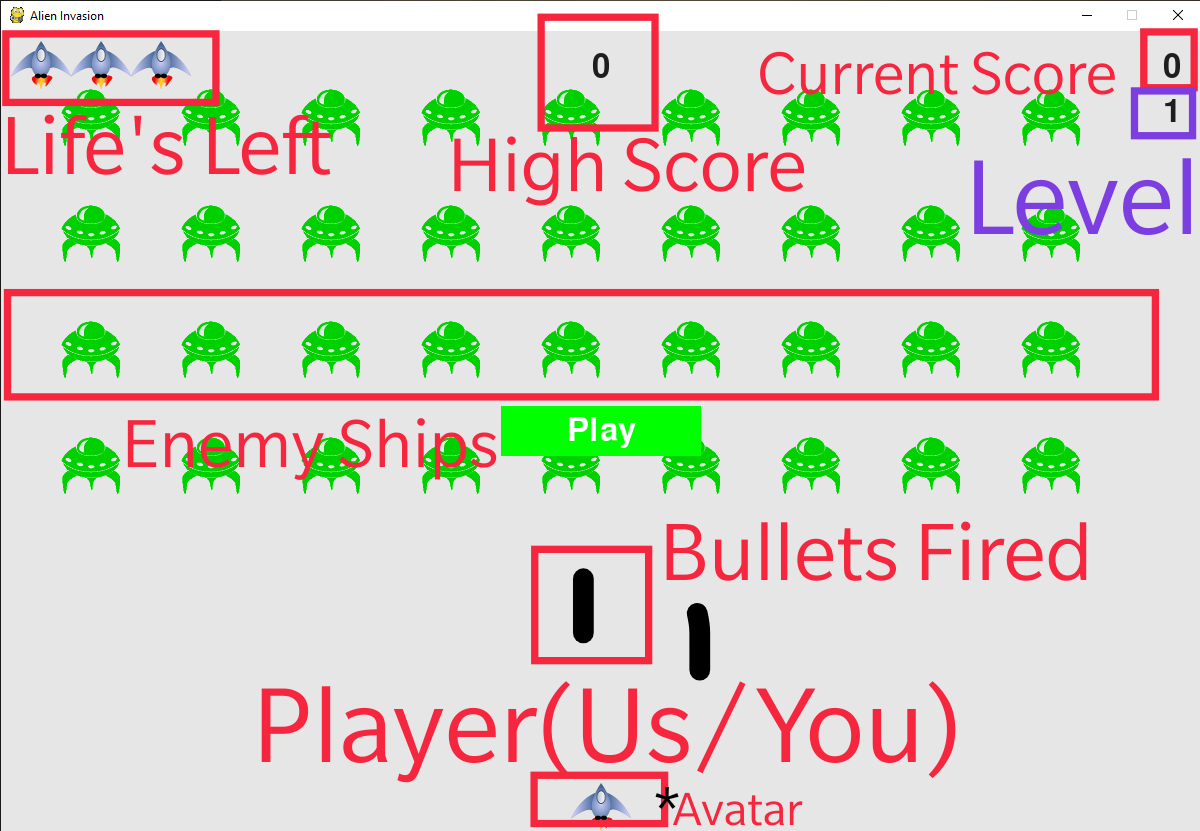 Alien Invasion
0
Current Score
0
1
Life's Left
High Score
Level
Enemy Ships
Play
Bullets Fired
Player(Us/You)
*Avatar